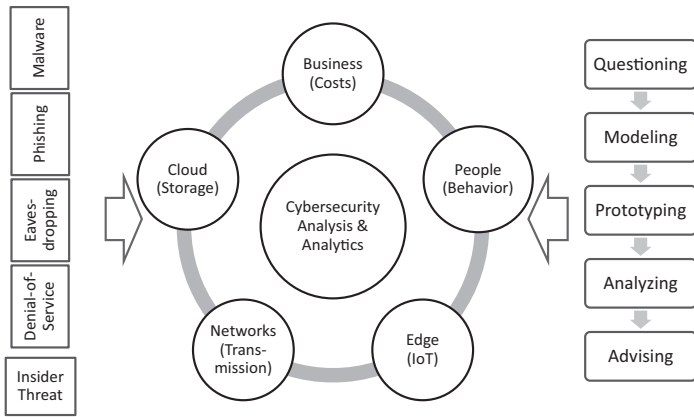 Malware
Phishing
Eaves-
dropping
Denial-of-
Service
Insider
Threat
Business
(Costs)
Cloud
(Storage)
People
(Behavior)
Cybersecurity
Analysis &
Analytics
Networks
(Trans-
mission)
Edge
(IoT)
Questioning
Modeling
Prototyping
Analyzing
Advising